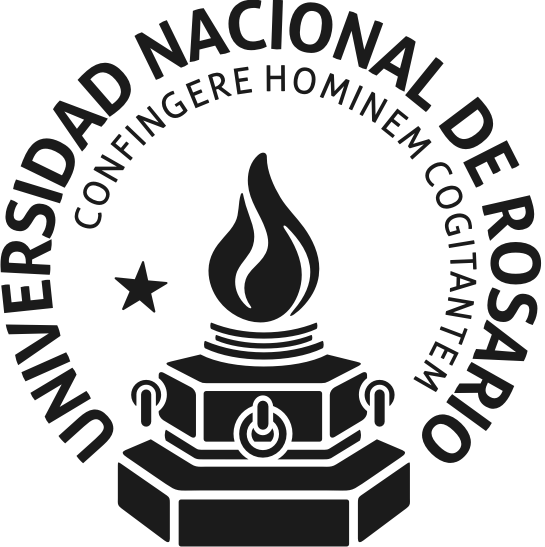 UNIVERSIDAD NACIONAL DE ROSARIO
CONFINGERE HOMINEM COGITANTEM